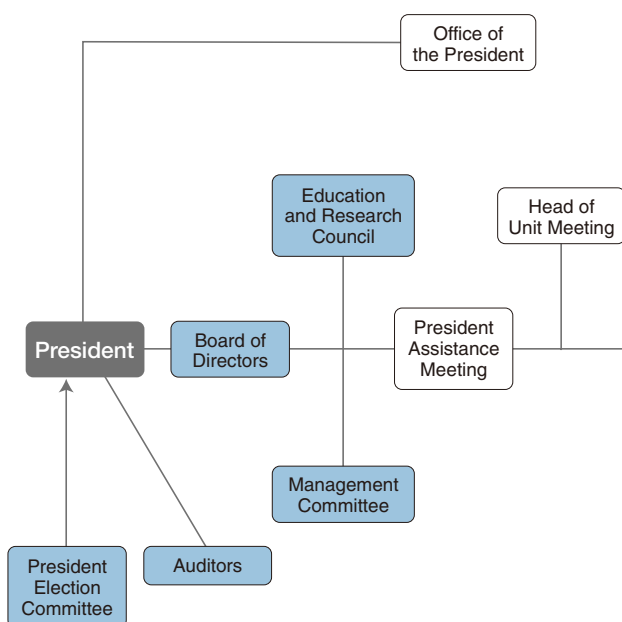 Office of
the President
Education
and Research
Council
Head of
Unit Meeting
President
Board of
Directors
President
Assistance
Meeting
Management
Committee
President
Election
Committee
Auditors